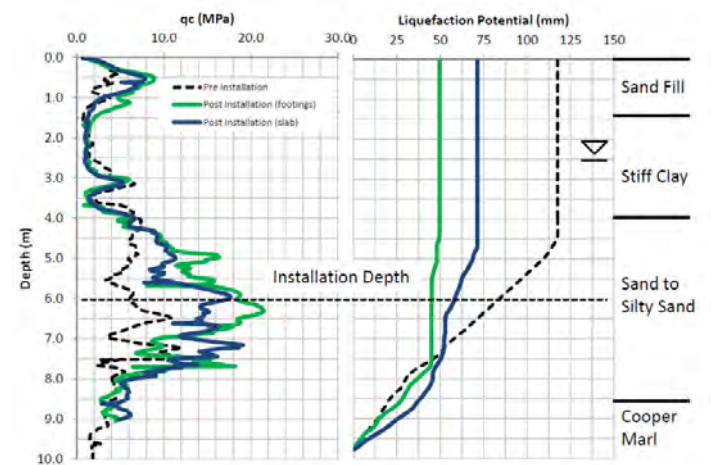 qc (MPa)
0.0 10.0 20.0 30.0
0.0
1.0
2.0
3.0
4.0
5.0
6.0
7.0
8.0
9.0
10.0
Depth (m)
Pre Installation
Post Installation (footings)
Post Installation (slab)
Installation Depth
Liquefaction Potential (mm)
0 25 50 75 100 125 150
Sand Fill
Stiff Clay
Sand to
Silty Sand
Cooper
Marl